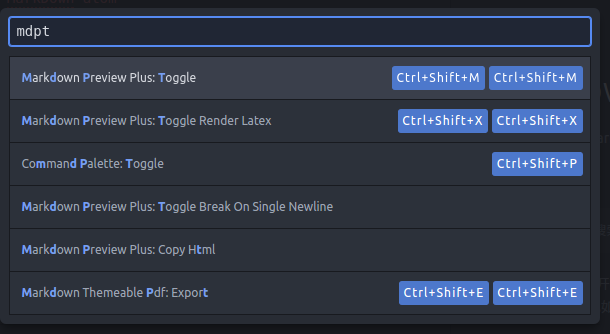 mdpt
Markdown Preview Plus: Toggle Ctrl+Shift+M Ctrl+Shift+M
Markdown Preview Plus: Toggle Render Latex Ctrl+Shift+X Ctrl+Shift+X
Command Palette: Toggle Ctrl+Shift+P
Markdown Preview Plus: Toggle Break On Single Newline
Markdown Preview Plus: Copy Html
Markdown Themeable Pdf: Export Ctrl+Shift+E Ctrl+Shift+E